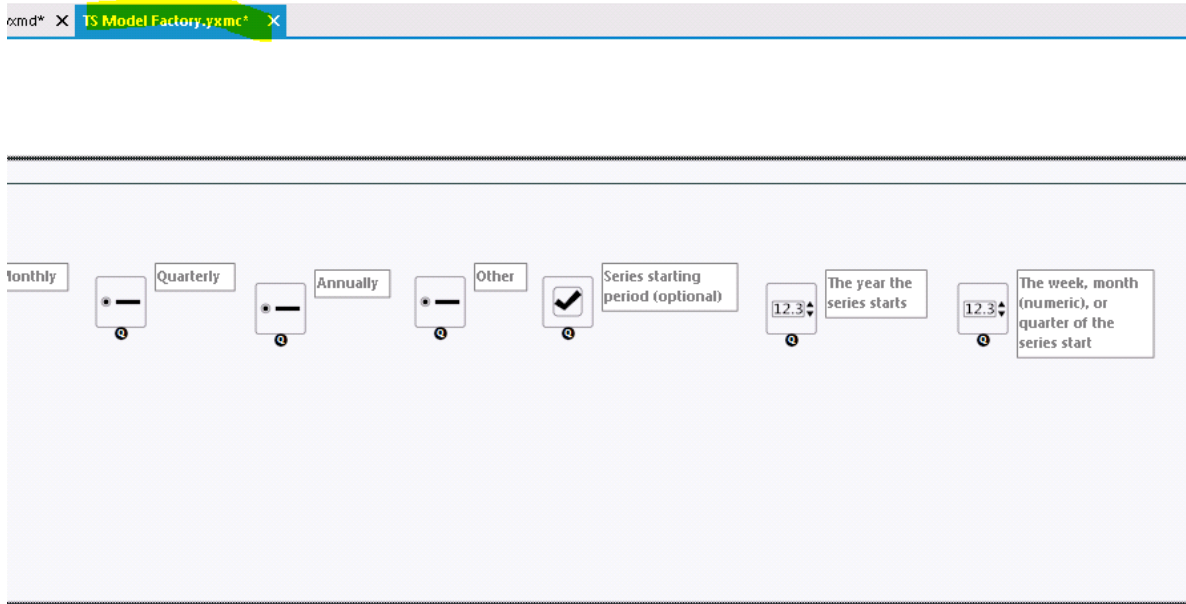 xmd* X TS Model Factory.yxmc* X
Monthly
Quarterly
Annually
Other
Series starting
period (optional)
The year the
series starts
The week, month
(numeric), or
quarter of the
series start
12.3
12.3
Q
Q
Q
Q
Q
Q